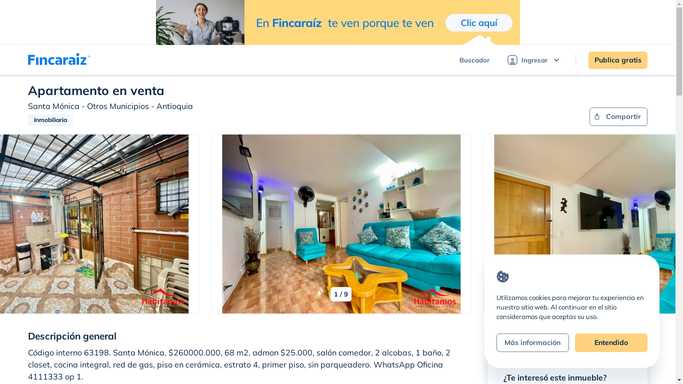 En Fincaraíz te ven porque te ven
Clic aquí
Fincaraiz
Buscador
Ingresar
Publica gratis
Apartamento en venta
Santa Mónica - Otros Municipios - Antioquia
Inmobiliaria
Compartir
Habitamos
1 / 9
Habitamos
Utilizamos cookies para mejorar tu experiencia en
nuestro sitio web. Al continuar en el sitio
consideramos que aceptas su uso.
Más información
Entendido
Descripción general
Código interno 63198. Santa Mónica, $260000.000, 68 m2, admon $25.000, salón comedor, 2 alcobas, 1 baño, 2
closet, cocina integral, red de gas, piso en cerámica, estrato 4, primer piso, sin parqueadero. WhatsApp Oficina
4111333 op 1.
¿Te interesó este inmueble?